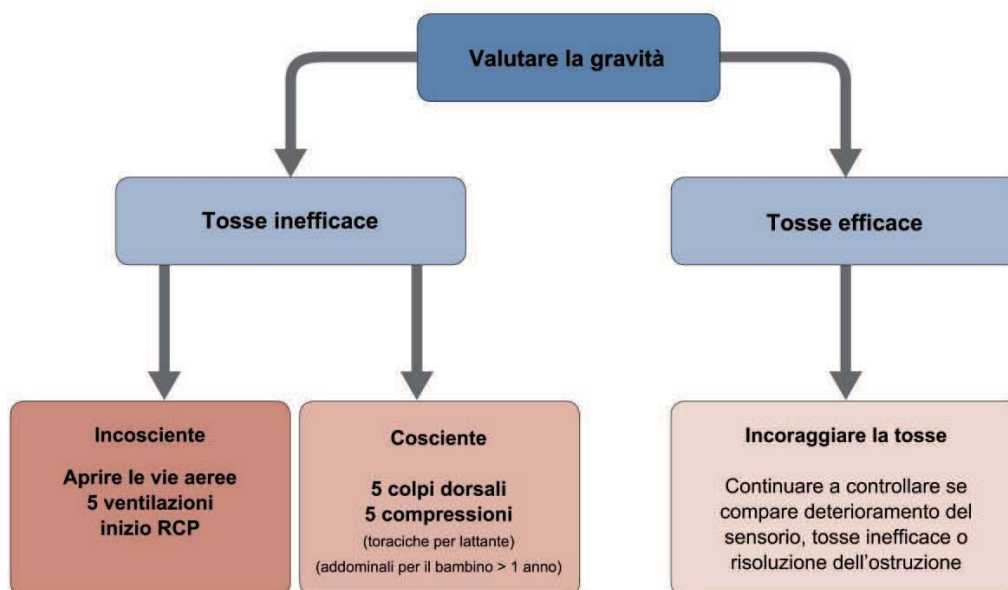 Valutare la gravità
Tosse inefficace
Tosse efficace
Incosciente
Aprire le vie aeree
5 ventilazioni
inizio RCP
Cosciente
5 colpi dorsali
5 compressioni
(toraciche per lattante)
(addominali per il bambino > 1 anno)
Incoraggiare la tosse
Continuare a controllare se
compare deterioramento del
sensorio, tosse inefficace o
risoluzione dell'ostruzione